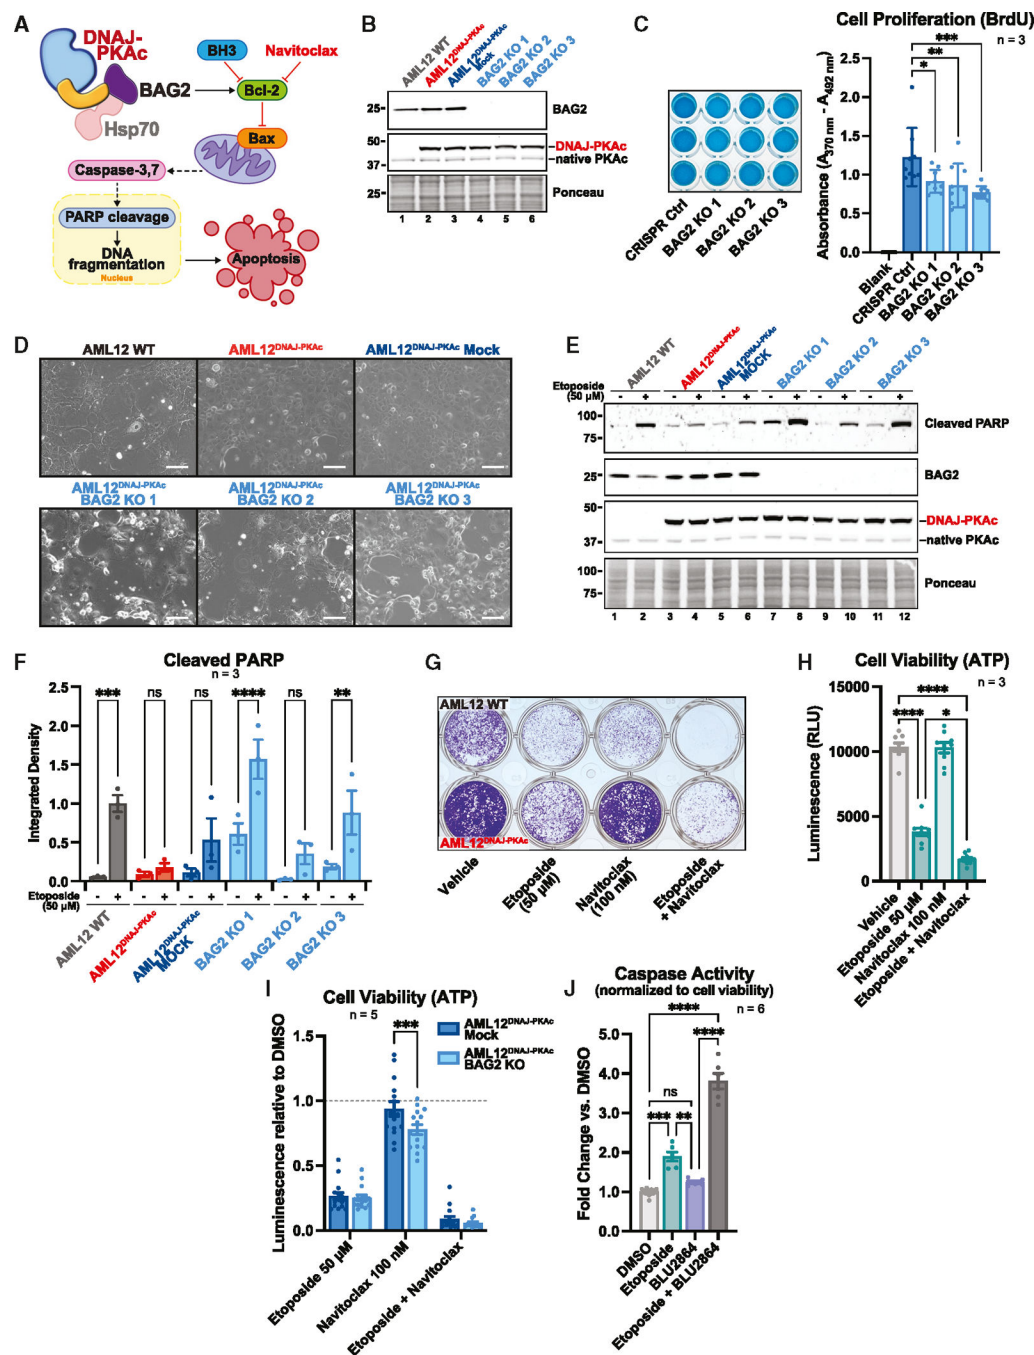 A
DNAJ-
PKAc
BAG2
Hsp70
BH3
Navitoclax
Bcl-2
Bax
Caspase-3,7
PARP cleavage
DNA
fragmentation
Nucleus
Apoptosis
B
AML12 WT
AML12DNAJ-PKAc
AML12DNAJ-PKAc
Mock
BAG2 KO 1
BAG2 KO 2
BAG2 KO 3
25
BAG2
50
DNAJ-PKAc
37
native PKAc
25
Ponceau
1 2 3 4 5 6
C
CRISPR Ctrl
BAG2 KO 1
BAG2 KO 2
BAG2 KO 3
Cell Proliferation (BrdU)
n = 3
***
**
*
Absorbance (A370 nm - A492 nm)
2.5
2.0
1.5
1.0
0.5
0.0
Blank
CRISPR Ctrl
BAG2 KO 1
BAG2 KO 2
BAG2 KO 3
D
AML12 WT
AML12DNAJ-PKAc
AML12DNAJ-PKAc Mock
AML12DNAJ-PKAc
BAG2 KO 1
AML12DNAJ-PKAc
BAG2 KO 2
AML12DNAJ-PKAc
BAG2 KO 3
E
AML12 WT
AML12DNAJ-PKAc
AML12DNAJ-PKAc
MOCK
BAG2 KO 1
BAG2 KO 2
BAG2 KO 3
Etoposide
(50 µM)
- + - + - + - + - + - +
100
75
Cleaved PARP
25
BAG2
50
DNAJ-PKAc
37
native PKAc
100
75
Ponceau
1 2 3 4 5 6 7 8 9 10 11 12
F
Cleaved PARP
n = 3
*** ns ns **** ns **
Integrated Density
2.5
2.0
1.5
1.0
0.5
0.0
Etoposide
(50 µM)
- + - + - + - + - + - +
AML12 WT
AML12DNAJ-PKAc
AML12DNAJ-PKAc
MOCK
BAG2 KO 1
BAG2 KO 2
BAG2 KO 3
G
AML12 WT
AML12DNAJ-PKAc
Vehicle
Etoposide
(50 µM)
Navitoclax
(100 nM)
Etoposide
+ Navitoclax
H
Cell Viability (ATP)
n = 3
****
**** *
Luminescence (RLU)
15000
10000
5000
0
Vehicle
Etoposide 50 µM
Navitoclax 100 nM
Etoposide + Navitoclax
I
Cell Viability (ATP)
n = 5
***
AML12DNAJ-PKAc
Mock
AML12DNAJ-PKAc
BAG2 KO
Luminescence relative to DMSO
1.5
1.0
0.5
0.0
Etoposide 50 µM
Navitoclax 100 nM
Etoposide + Navitoclax
J
Caspase Activity
(normalized to cell viability)
n = 6
****
****
ns
*** **
Fold Change vs. DMSO
5.0
4.0
3.0
2.0
1.0
0.0
DMSO
Etoposide
BLU2864
Etoposide + BLU2864